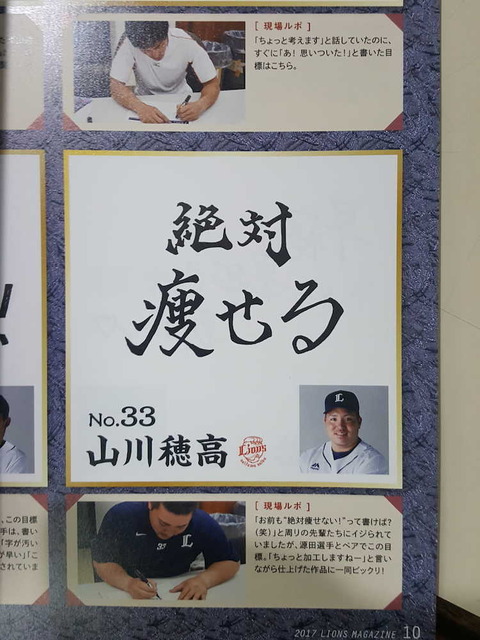 [ 現場ルポ ]
「ちょっと考えます」と話していたのに、
すぐに「あ！思いついた！」と書いた目
標はこちら。
絶対
痩せる
No.33
山川穂高
L
Lions
L
[ 現場ルポ ]
「お前も“絶対痩せない！”って書けば？
（笑）」と周りの先輩たちにイジられて
いましたが、源田選手とペアでこの目
標。「ちょっと加工しますねー」と言い
ながら仕上げた作品に一同ビックリ！
、この目標
手は、書い
「字が汚い
が早い」「こ
されていま
33
2017 LIONS MAGAZINE 10